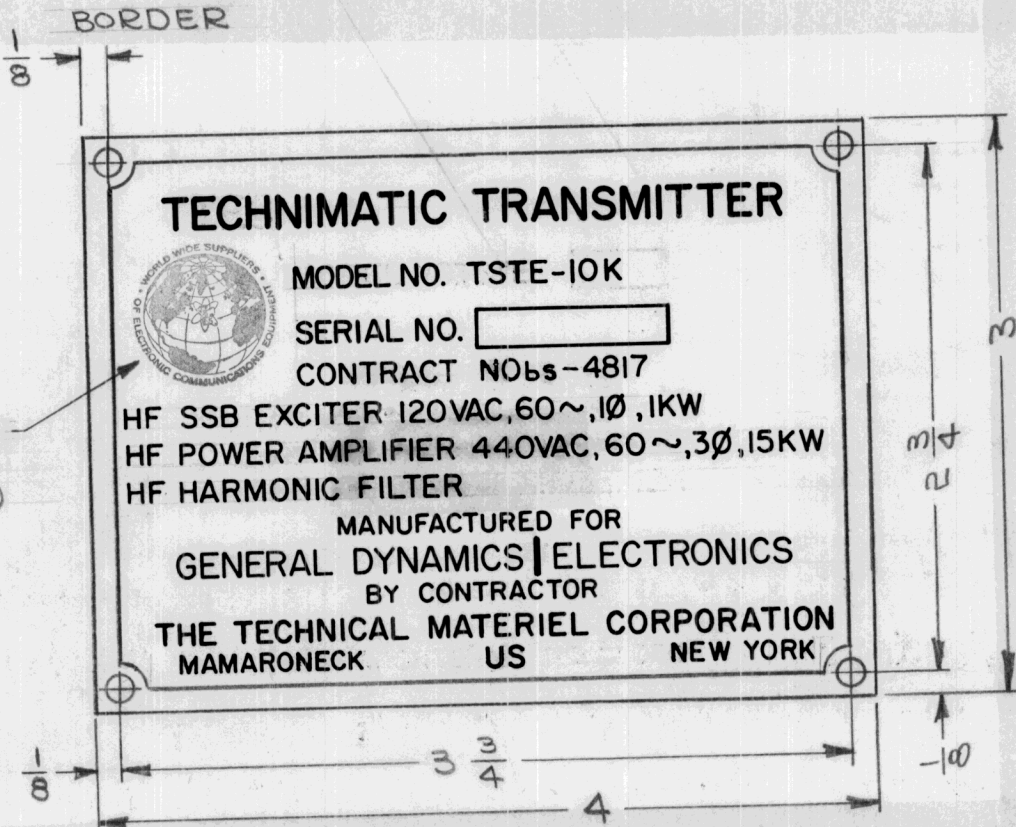 BORDER
1/8
TECHNIMATIC TRANSMITTER
WORLD WIDE SUPPLIERS • OF ELECTRONIC COMMUNICATIONS EQUIPMENT •
MODEL NO. TSTE-10K
SERIAL NO.
CONTRACT NObs-4817
HF SSB EXCITER 120VAC,60~,1Ø,1KW
HF POWER AMPLIFIER 440VAC,60~,3Ø,15KW
HF HARMONIC FILTER
MANUFACTURED FOR
GENERAL DYNAMICS | ELECTRONICS
BY CONTRACTOR
THE TECHNICAL MATERIEL CORPORATION
MAMARONECK US NEW YORK
3
2 3/4
1/8
1/8
3 3/4
4